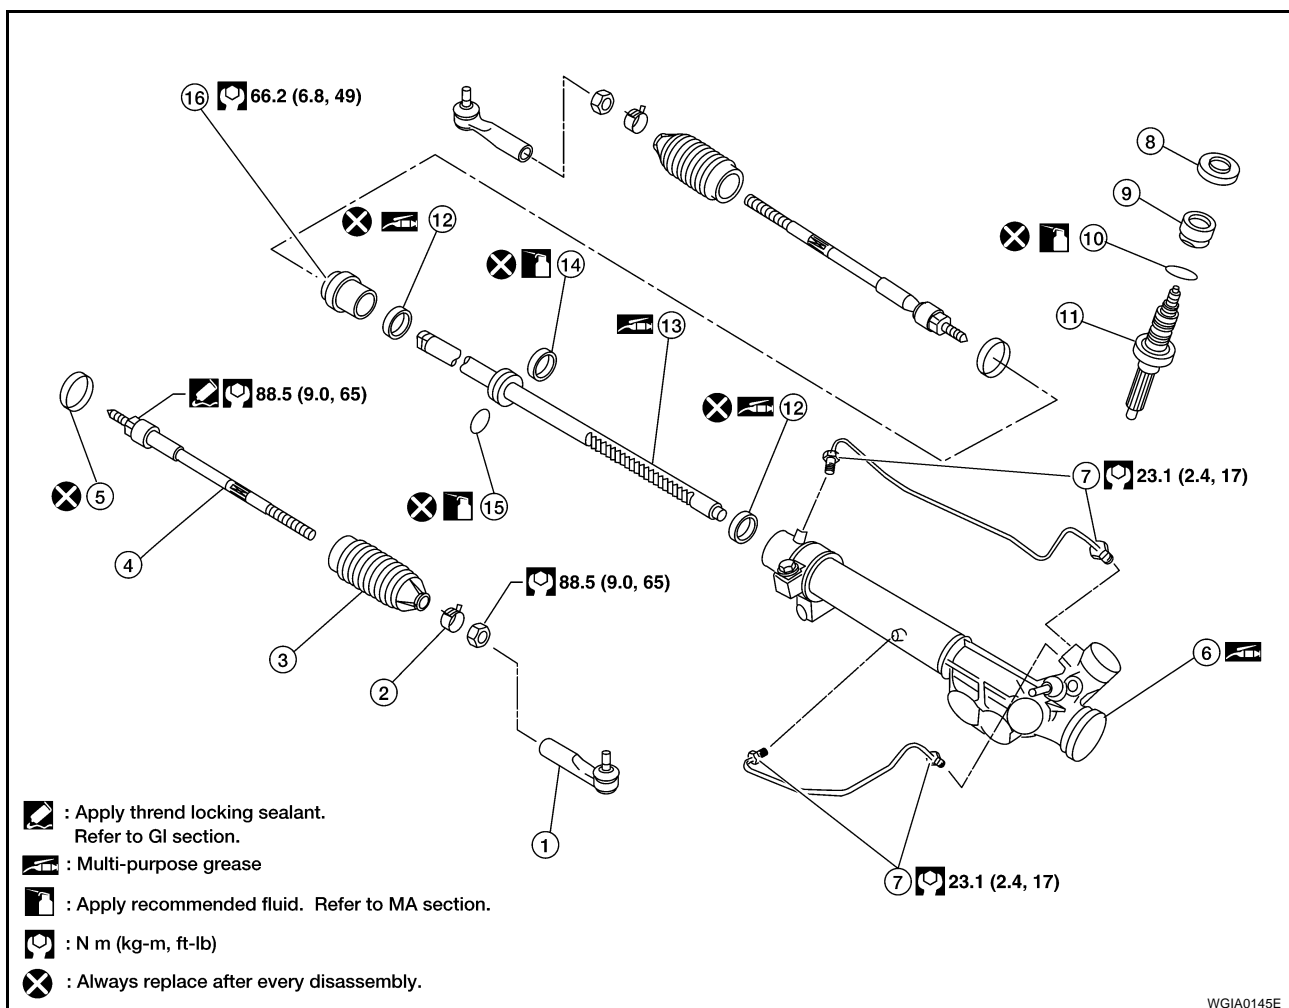 16 66.2 (6.8, 49)
8
9
10
11
12
14
13
12
88.5 (9.0, 65)
5
4
15
7 23.1 (2.4, 17)
88.5 (9.0, 65)
3
2
6
1
7 23.1 (2.4, 17)
: Apply thrend locking sealant.
Refer to GI section.
: Multi-purpose grease
: Apply recommended fluid. Refer to MA section.
: N m (kg-m, ft-lb)
: Always replace after every disassembly.
WGIA0145E